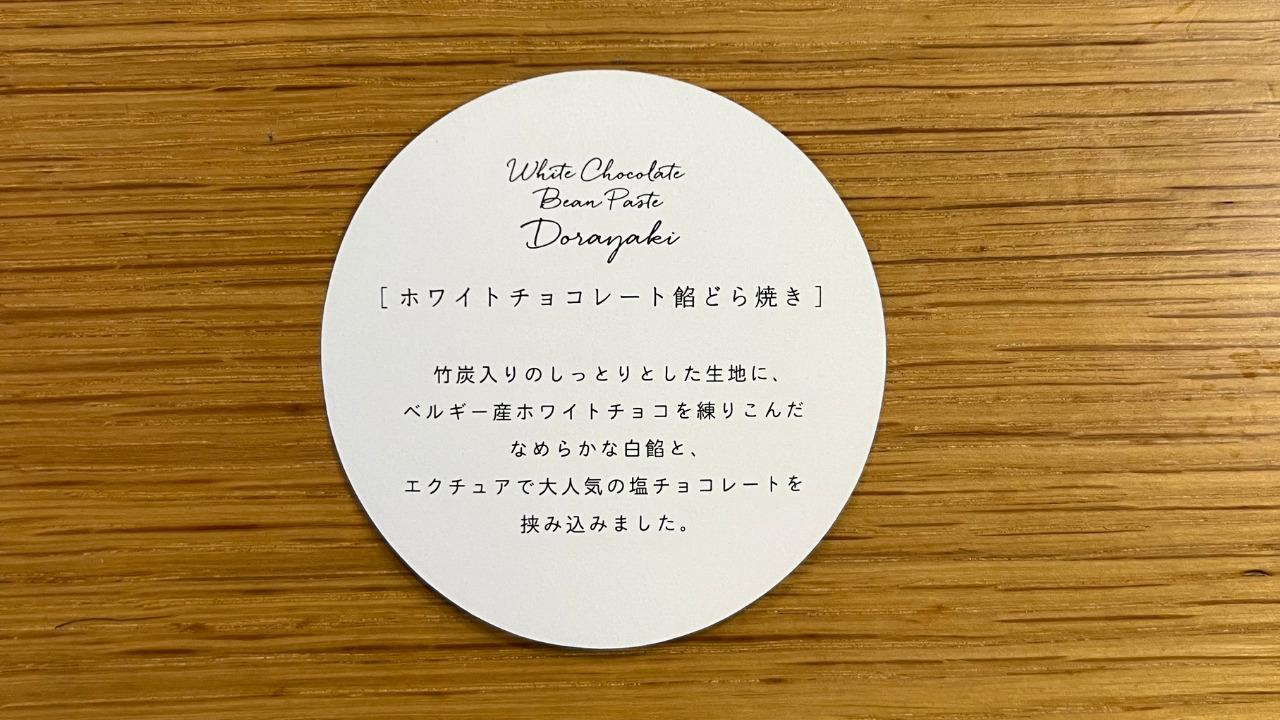 White Chocolate
Bean Paste
Dorayaki
[ ホワイトチョコレート餡どら焼き ]
竹炭入りのしっとりとした生地に、
ベルギー産ホワイトチョコを練りこんだ
なめらかな白餡と、
エクチュアで大人気の塩チョコレートを
挟み込みました。